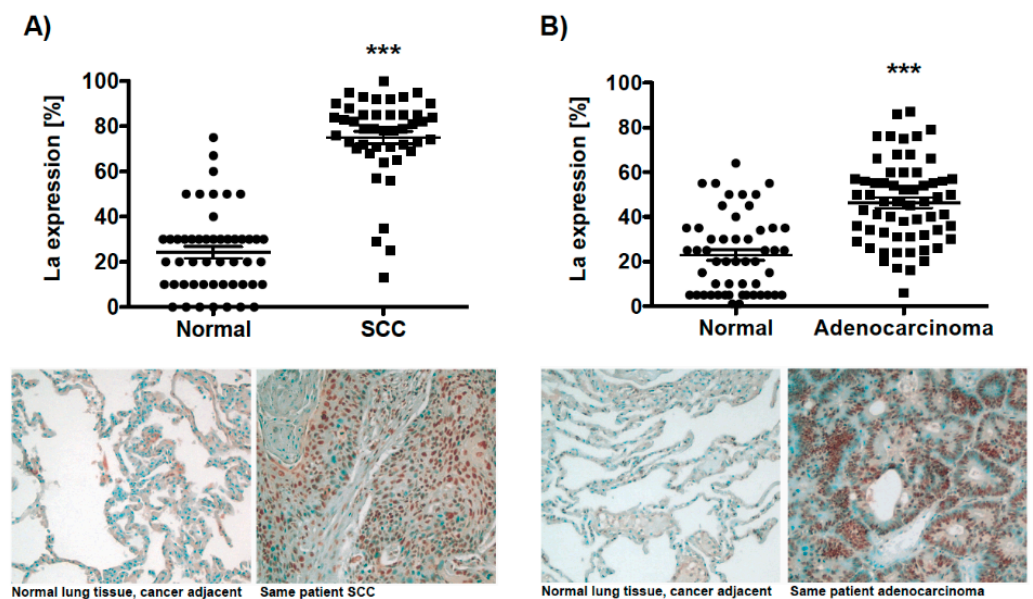 A)
***
La expression [%]
100
80
60
40
20
0
Normal SCC
Normal lung tissue, cancer adjacent Same patient SCC
B)
***
La expression [%]
100
80
60
40
20
0
Normal Adenocarcinoma
Normal lung tissue, cancer adjacent Same patient adenocarcinoma